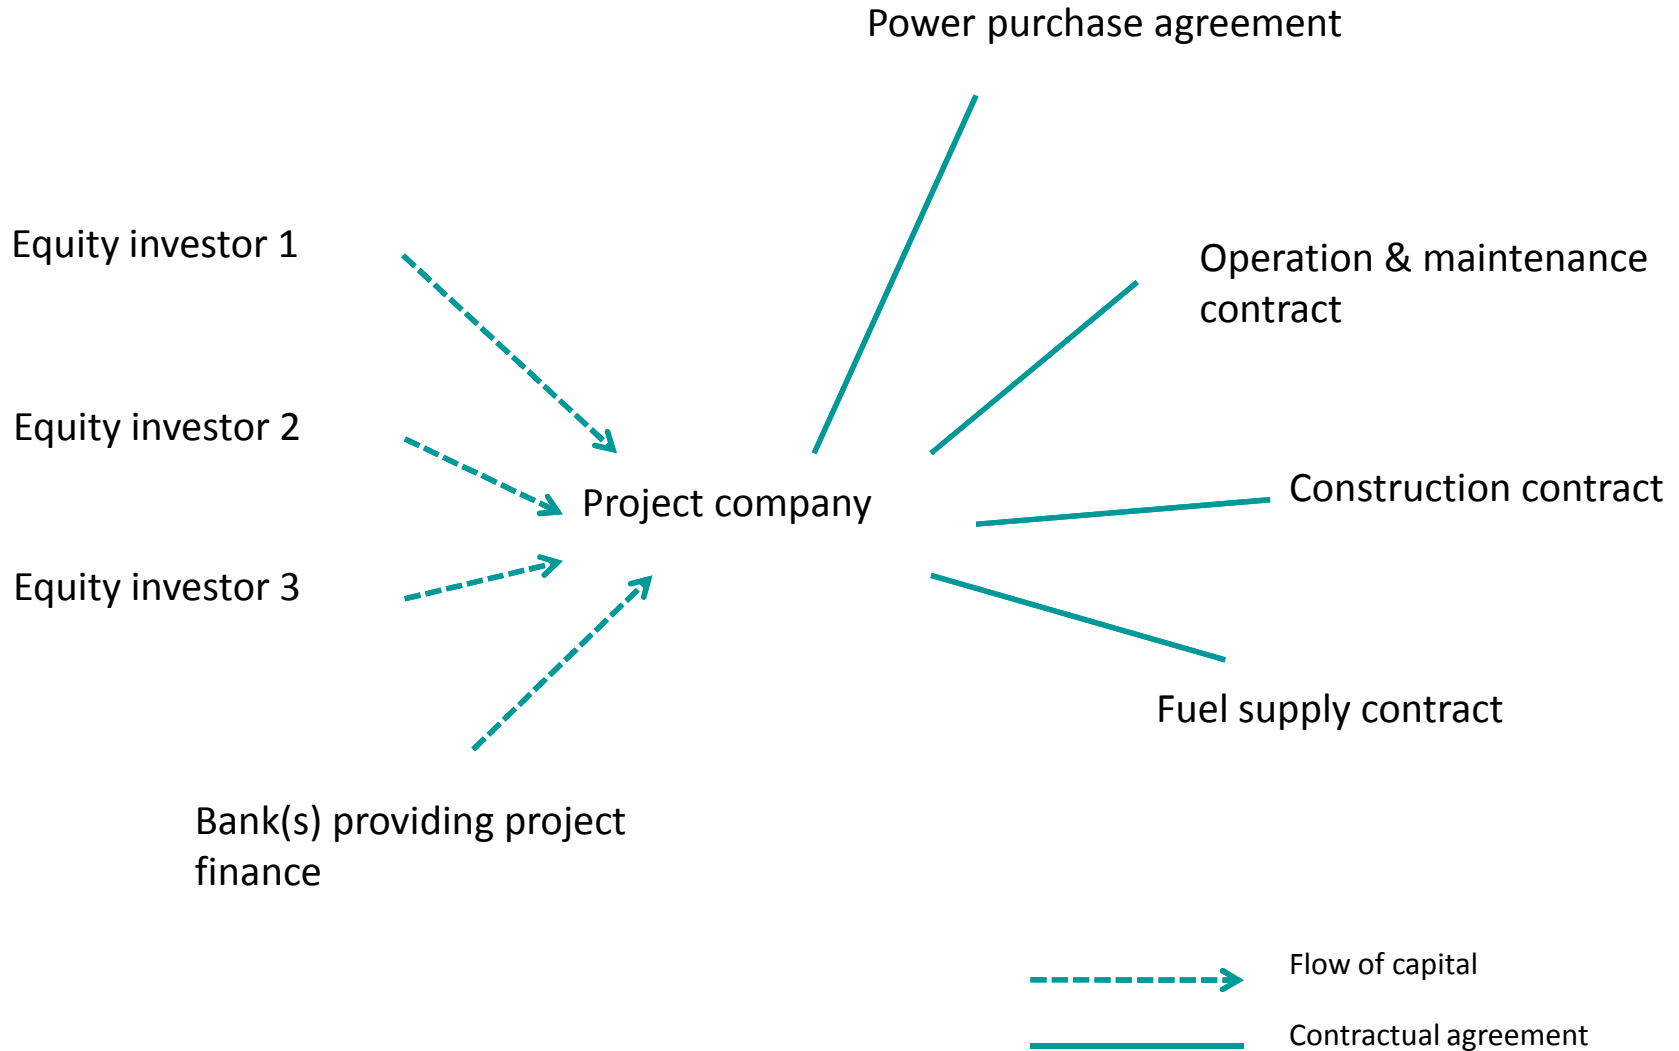 Power purchase agreement
Equity investor 1
Operation & maintenance
contract
Equity investor 2
Construction contract
Project company
Equity investor 3
Fuel supply contract
Bank(s) providing project
finance
Flow of capital
Contractual agreement